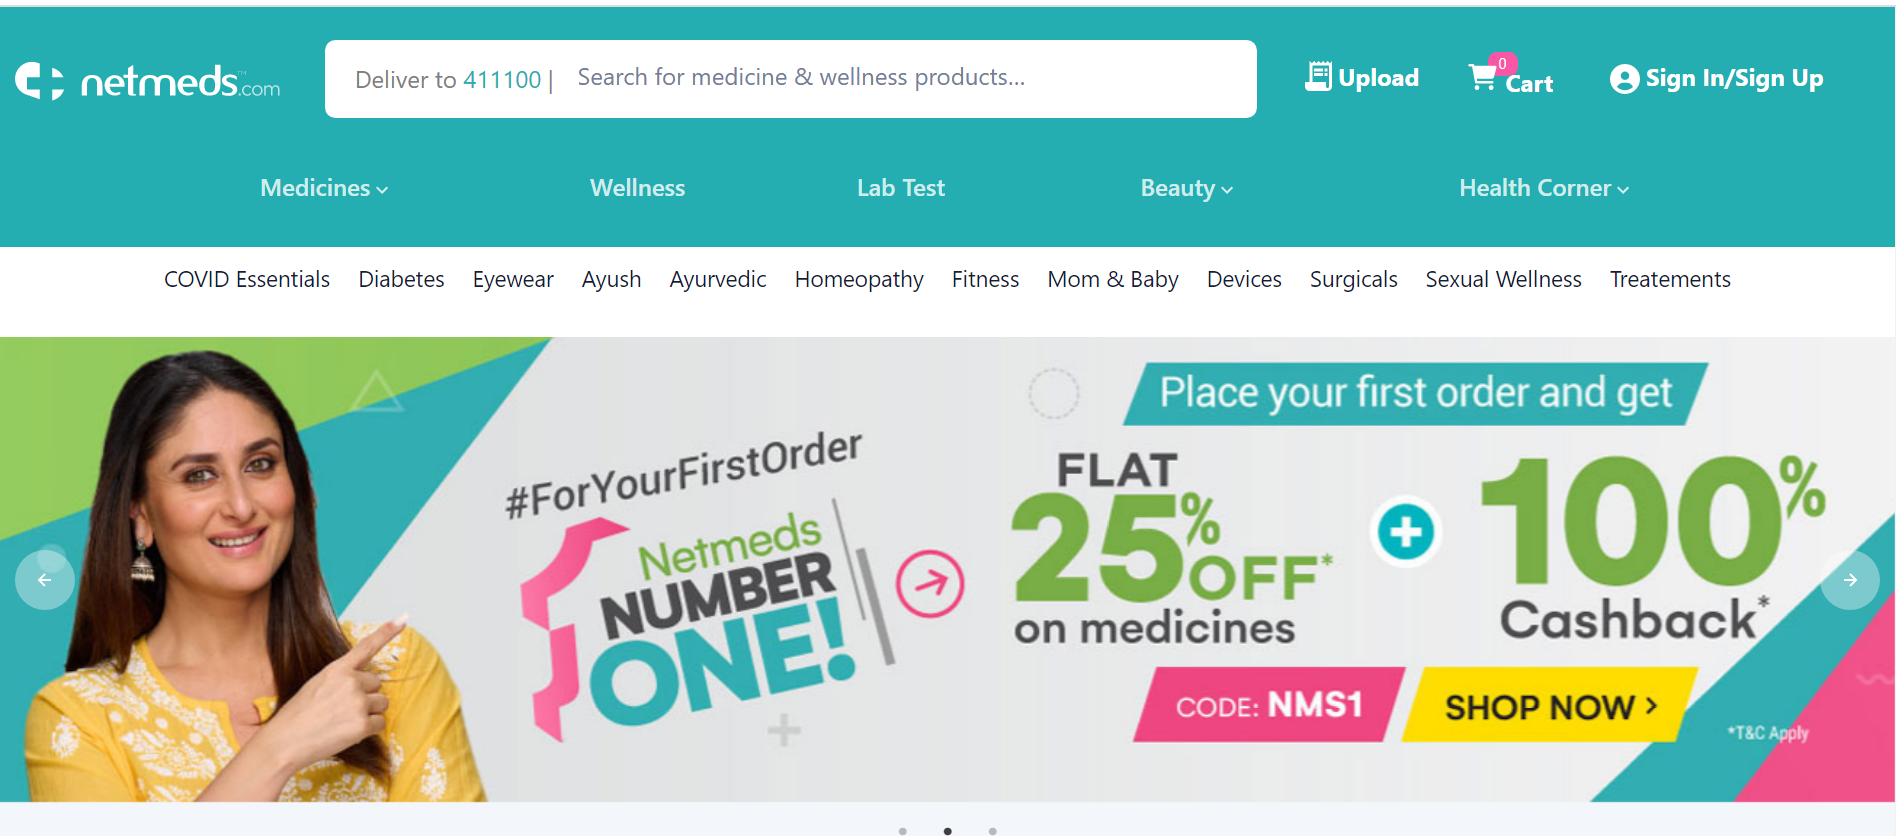 netmeds.com
Deliver to 411100 | Search for medicine & wellness products...
Upload
0
Cart
Sign In/Sign Up
Medicines Wellness Lab Test Beauty Health Corner
COVID Essentials Diabetes Eyewear Ayush Ayurvedic Homeopathy Fitness Mom & Baby Devices Surgicals Sexual Wellness Treatements
#ForYourFirstOrder
Netmeds
NUMBER
ONE!
Place your first order and get
FLAT
25% OFF*
on medicines
+
100%
Cashback*
CODE: NMS1
SHOP NOW >
*T&C Apply